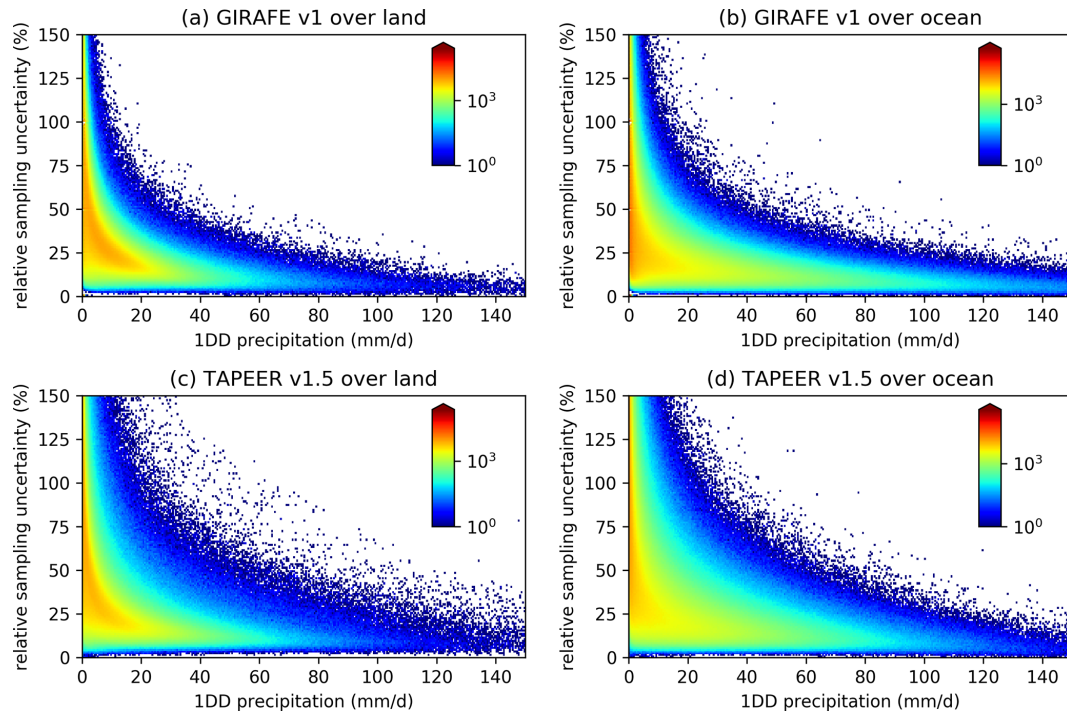 (a) GIRAFE v1 over land
(b) GIRAFE v1 over ocean
relative sampling uncertainty (%)
150
125
100
75
50
25
0
10³
10⁰
0 20 40 60 80 100 120 140
1DD precipitation (mm/d)
relative sampling uncertainty (%)
150
125
100
75
50
25
0
10³
10⁰
0 20 40 60 80 100 120 140
1DD precipitation (mm/d)
(c) TAPEER v1.5 over land
(d) TAPEER v1.5 over ocean
relative sampling uncertainty (%)
150
125
100
75
50
25
0
10³
10⁰
0 20 40 60 80 100 120 140
1DD precipitation (mm/d)
relative sampling uncertainty (%)
150
125
100
75
50
25
0
10³
10⁰
0 20 40 60 80 100 120 140
1DD precipitation (mm/d)